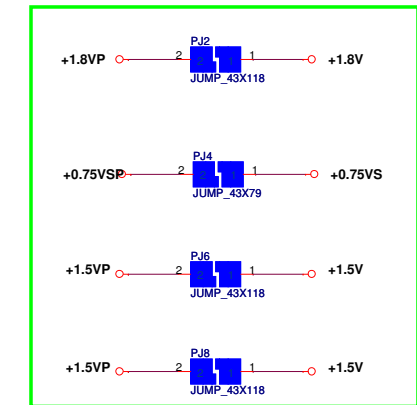 PJ2
+1.8VP 2 2 1 1 +1.8V
JUMP_43X118
PJ4
+0.75VSP 2 2 1 1 +0.75VS
JUMP_43X79
PJ6
+1.5VP 2 2 1 1 +1.5V
JUMP_43X118
PJ8
+1.5VP 2 2 1 1 +1.5V
JUMP_43X118